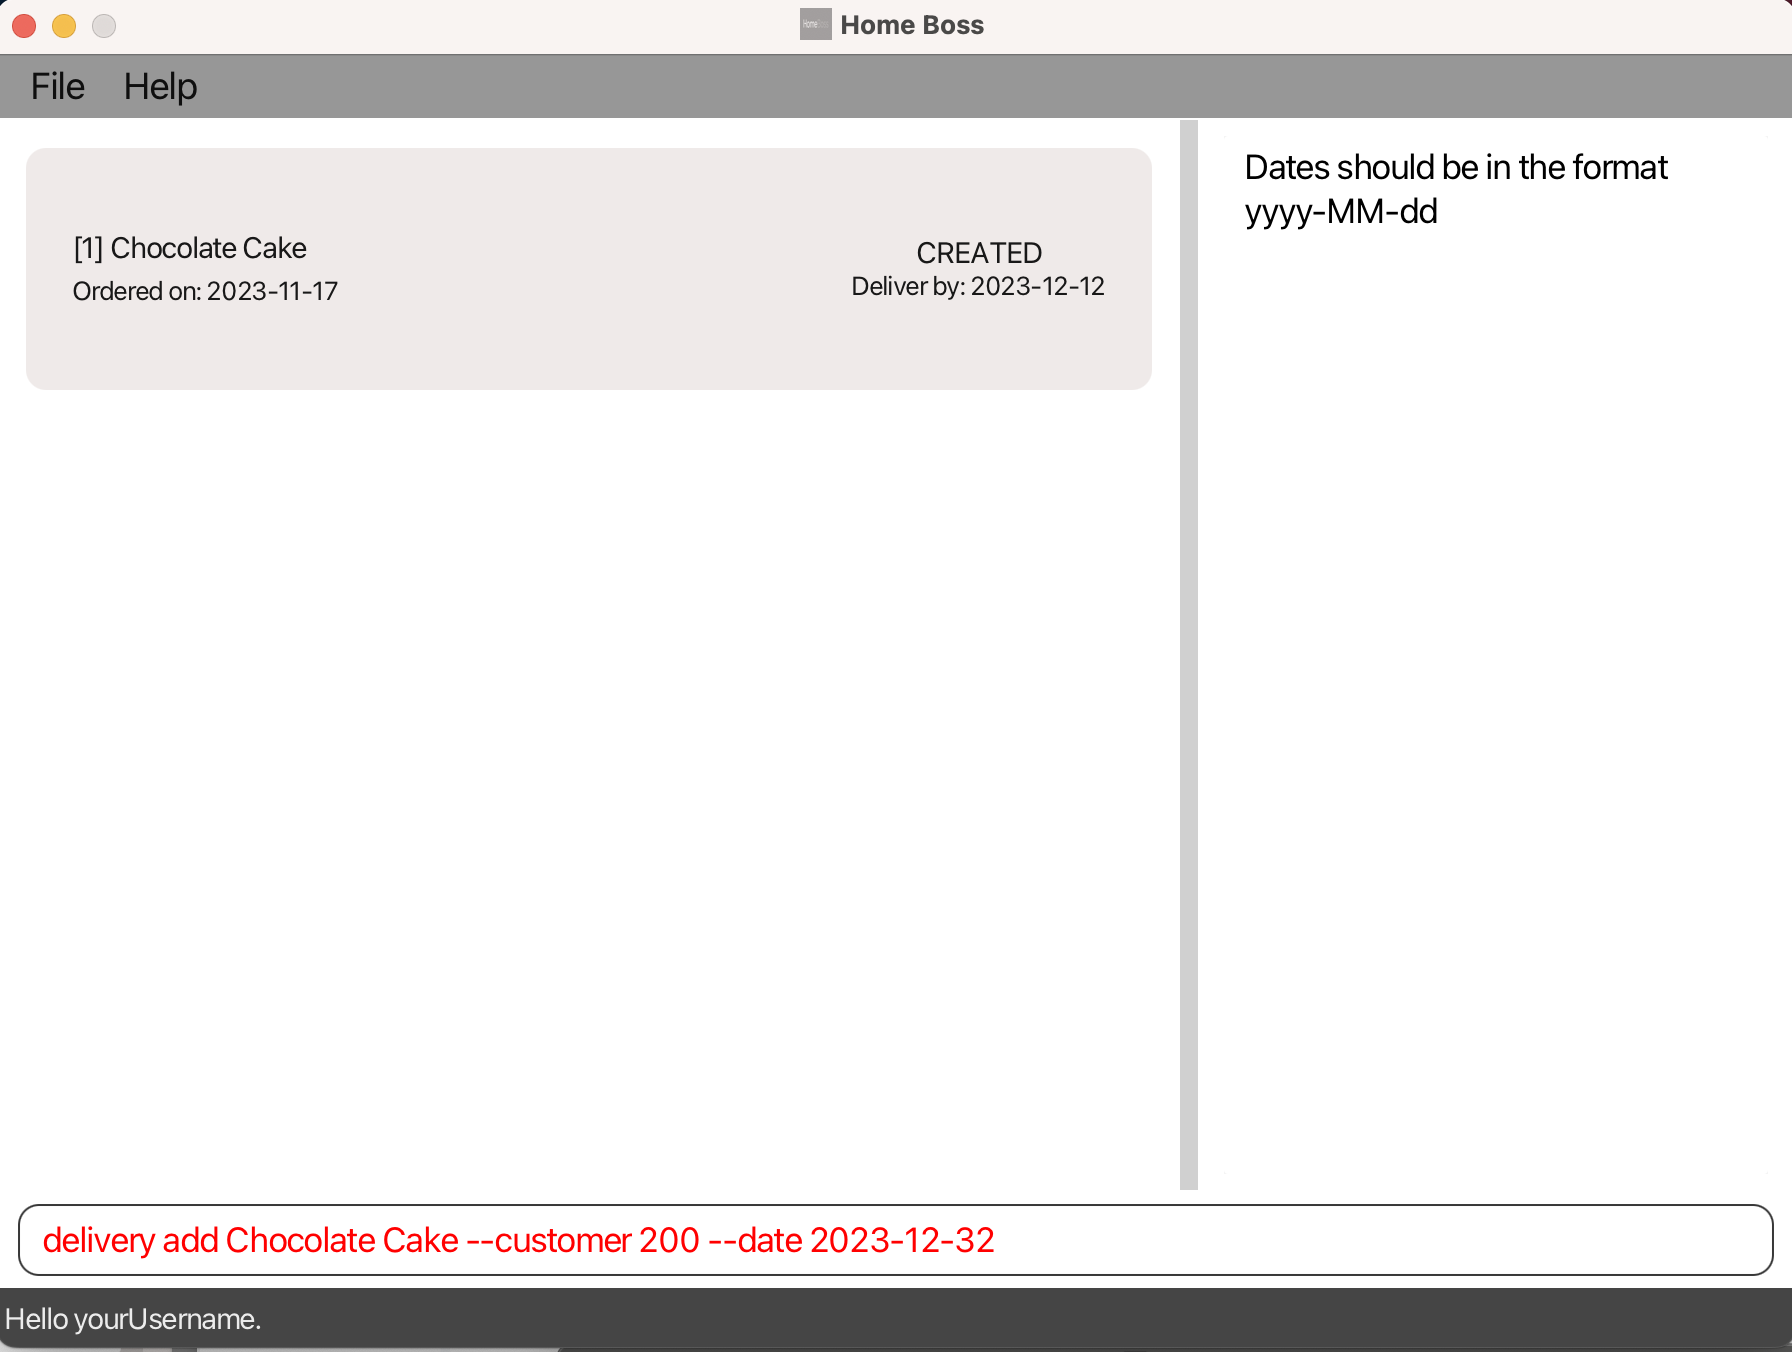 Home Boss
File Help
[1] Chocolate Cake
Ordered on: 2023-11-17
CREATED
Deliver by: 2023-12-12
Dates should be in the format
yyyy-MM-dd
delivery add Chocolate Cake --customer 200 --date 2023-12-32
Hello yourUsername.